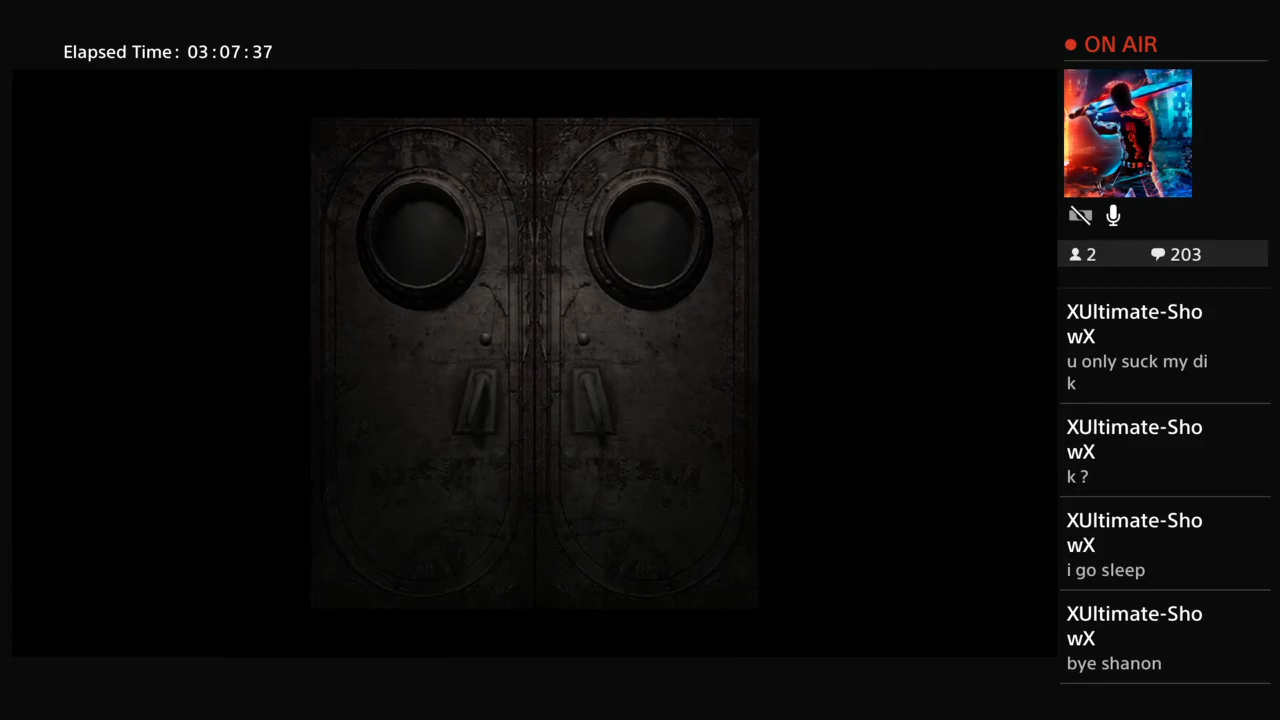 Elapsed Time: 03:07:37
ON AIR
2
203
XUltimate-Sho
wX
u only suck my di
k
XUltimate-Sho
wX
k ?
XUltimate-Sho
wX
i go sleep
XUltimate-Sho
wX
bye shanon